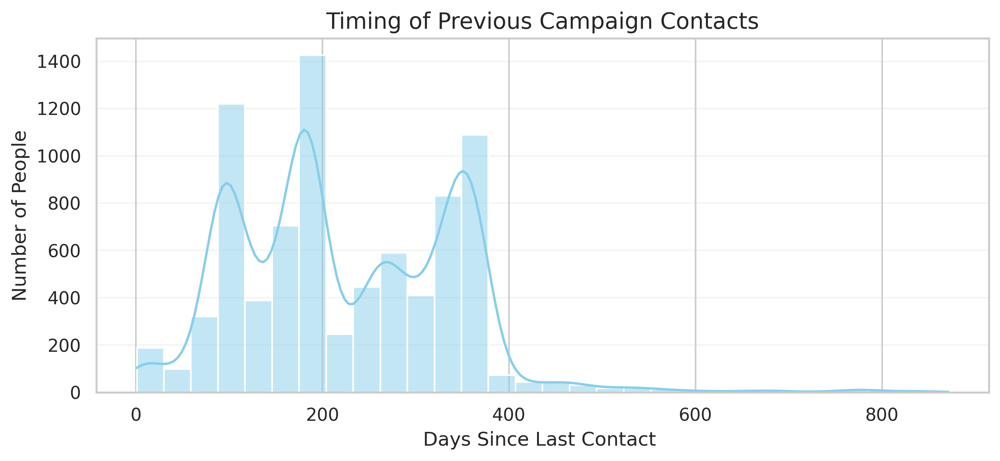 Timing of Previous Campaign Contacts
Number of People
1400
1200
1000
800
600
400
200
0
0 200 400 600 800
Days Since Last Contact